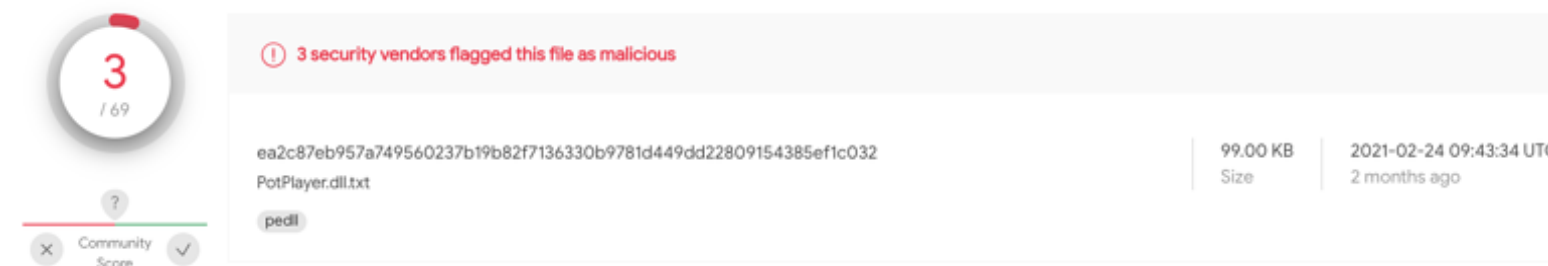 3
/ 69
?
Community
Score
3 security vendors flagged this file as malicious
ea2c87eb957a749560237b19b82f7136330b9781d449dd22809154385ef1c032
PotPlayer.dll.txt
pedll
99.00 KB
Size
2021-02-24 09:43:34 UTC
2 months ago